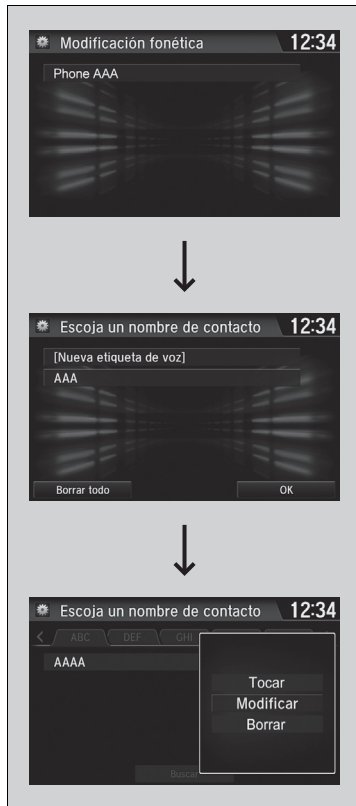 Modificación fonética 12:34
Phone AAA
Escoja un nombre de contacto 12:34
[Nueva etiqueta de voz]
AAA
Borrar todo OK
Escoja un nombre de contacto 12:34
ABC DEF GHI
AAAA
Tocar
Modificar
Borrar
Buscar